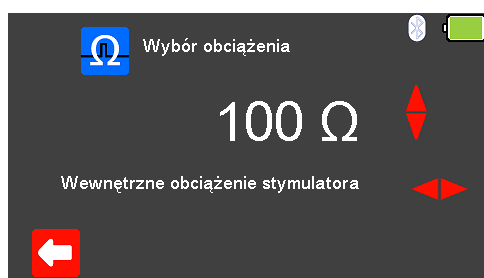 Ω Wybór obciążenia
100 Ω
Wewnętrzne obciążenie stymulatora